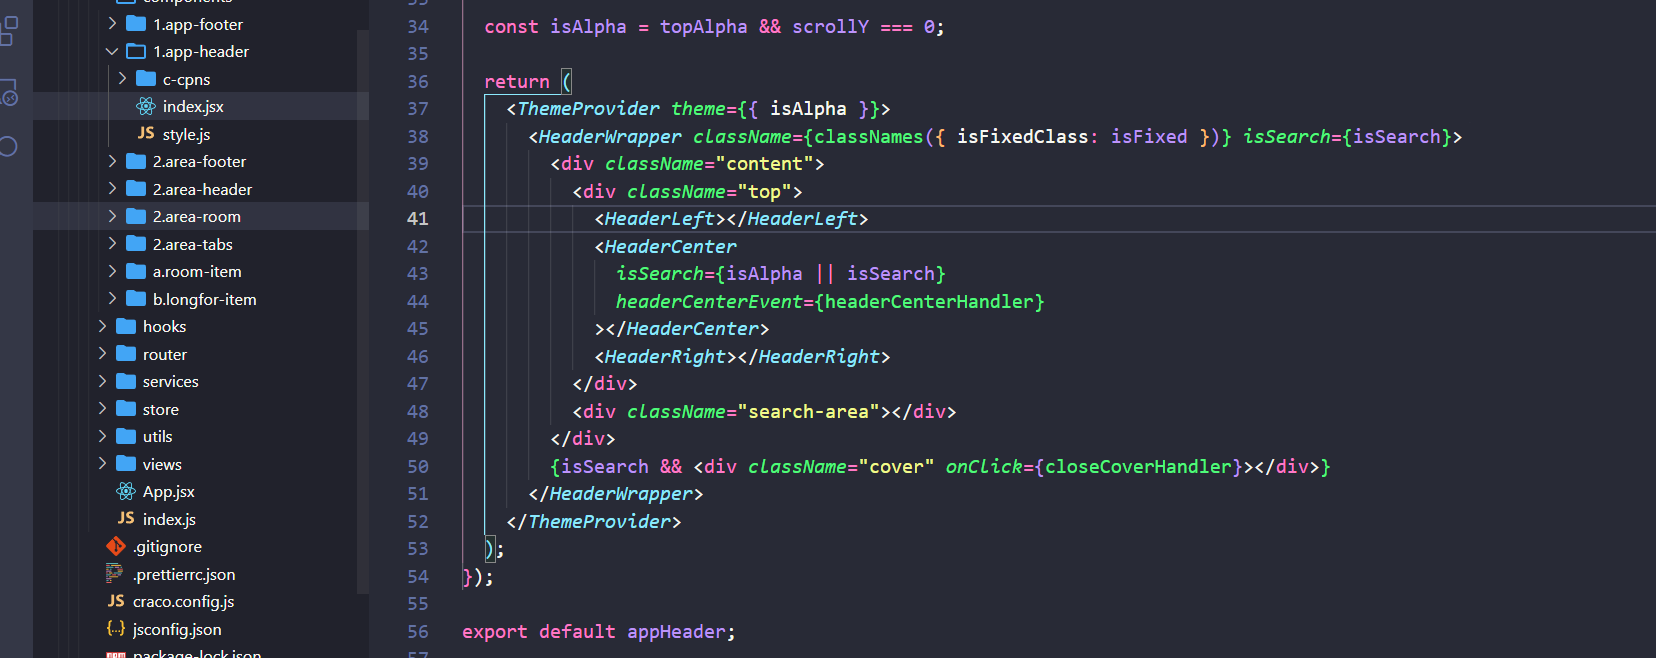 components
1.app-footer
1.app-header
c-cpns
index.jsx
JS style.js
2.area-footer
2.area-header
2.area-room
2.area-tabs
a.room-item
b.longfor-item
hooks
router
services
store
utils
views
App.jsx
JS index.js
.gitignore
.prettierrc.json
JS craco.config.js
{..} jsconfig.json
package-lock.json
33
34 const isAlpha = topAlpha && scrollY === 0;
35
36 return (
37 <ThemeProvider theme={{ isAlpha }}>
38 <HeaderWrapper className={classNames({ isFixedClass: isFixed })} isSearch={isSearch}>
39 <div className="content">
40 <div className="top">
41 <HeaderLeft></HeaderLeft>
42 <HeaderCenter
43 isSearch={isAlpha || isSearch}
44 headerCenterEvent={headerCenterHandler}
45 ></HeaderCenter>
46 <HeaderRight></HeaderRight>
47 </div>
48 <div className="search-area"></div>
49 </div>
50 {isSearch && <div className="cover" onClick={closeCoverHandler}></div>}
51 </HeaderWrapper>
52 </ThemeProvider>
53 );
54 });
55
56 export default appHeader;
57